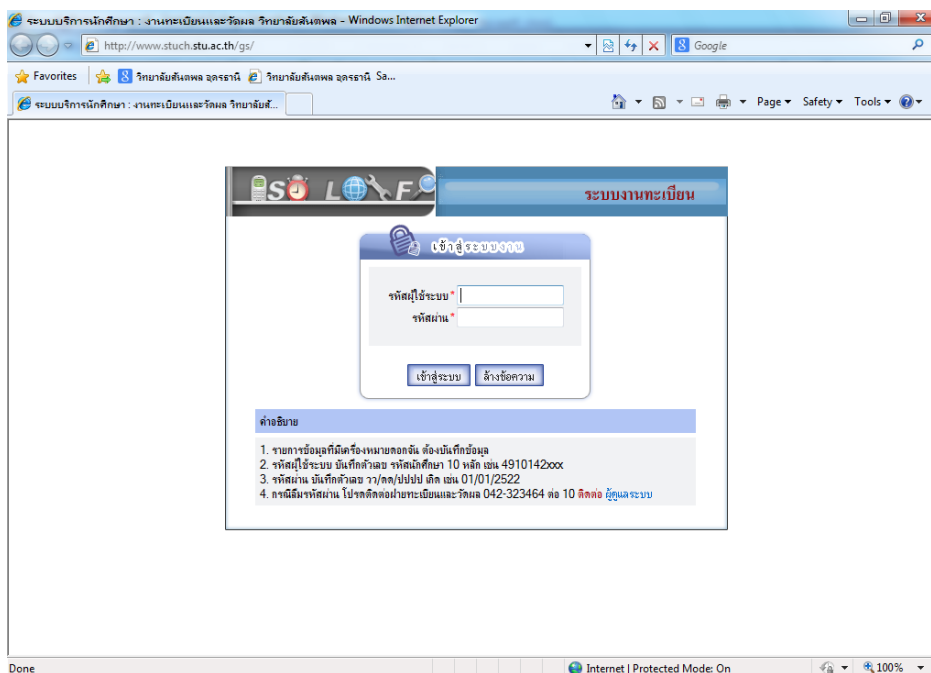 ระบบบริการนักศึกษา : งานทะเบียนและวัดผล วิทยาลัยสันตพล - Windows Internet Explorer
http://www.stuch.stu.ac.th/gs/
Google
Favorites วิทยาลัยสันตพล อุดรธานี วิทยาลัยสันตพล อุดรธานี Sa...
ระบบบริการนักศึกษา : งานทะเบียนและวัดผล วิทยาลัยสั... Page Safety Tools
SO LO F
ระบบงานทะเบียน
เข้าสู่ระบบงาน
รหัสผู้ใช้ระบบ *
รหัสผ่าน *
เข้าสู่ระบบ ล้างข้อความ
คำอธิบาย
1. รายการข้อมูลที่มีเครื่องหมายดอกจัน ต้องบันทึกข้อมูล
2. รหัสผู้ใช้ระบบ บันทึกตัวเลข รหัสนักศึกษา 10 หลัก เช่น 4910142xxx
3. รหัสผ่าน บันทึกตัวเลข วว/ดด/ปปปป เกิด เช่น 01/01/2522
4. กรณีลืมรหัสผ่าน โปรดติดต่อฝ่ายทะเบียนและวัดผล 042-323464 ต่อ 10 ติดต่อ ผู้ดูแลระบบ
Done Internet | Protected Mode: On 100%